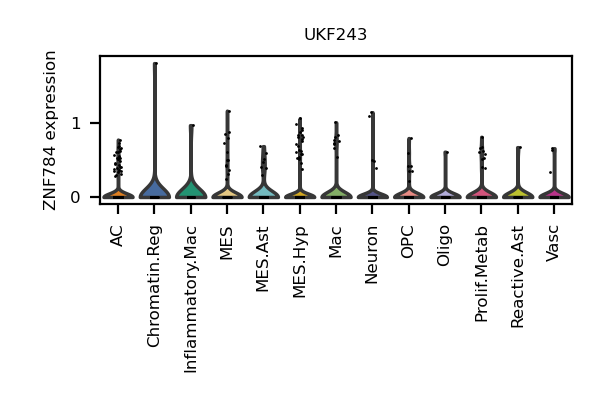 UKF243
ZNF784 expression
1
0
AC
Chromatin.Reg
Inflammatory.Mac
MES
MES.Ast
MES.Hyp
Mac
Neuron
OPC
Oligo
Prolif.Metab
Reactive.Ast
Vasc